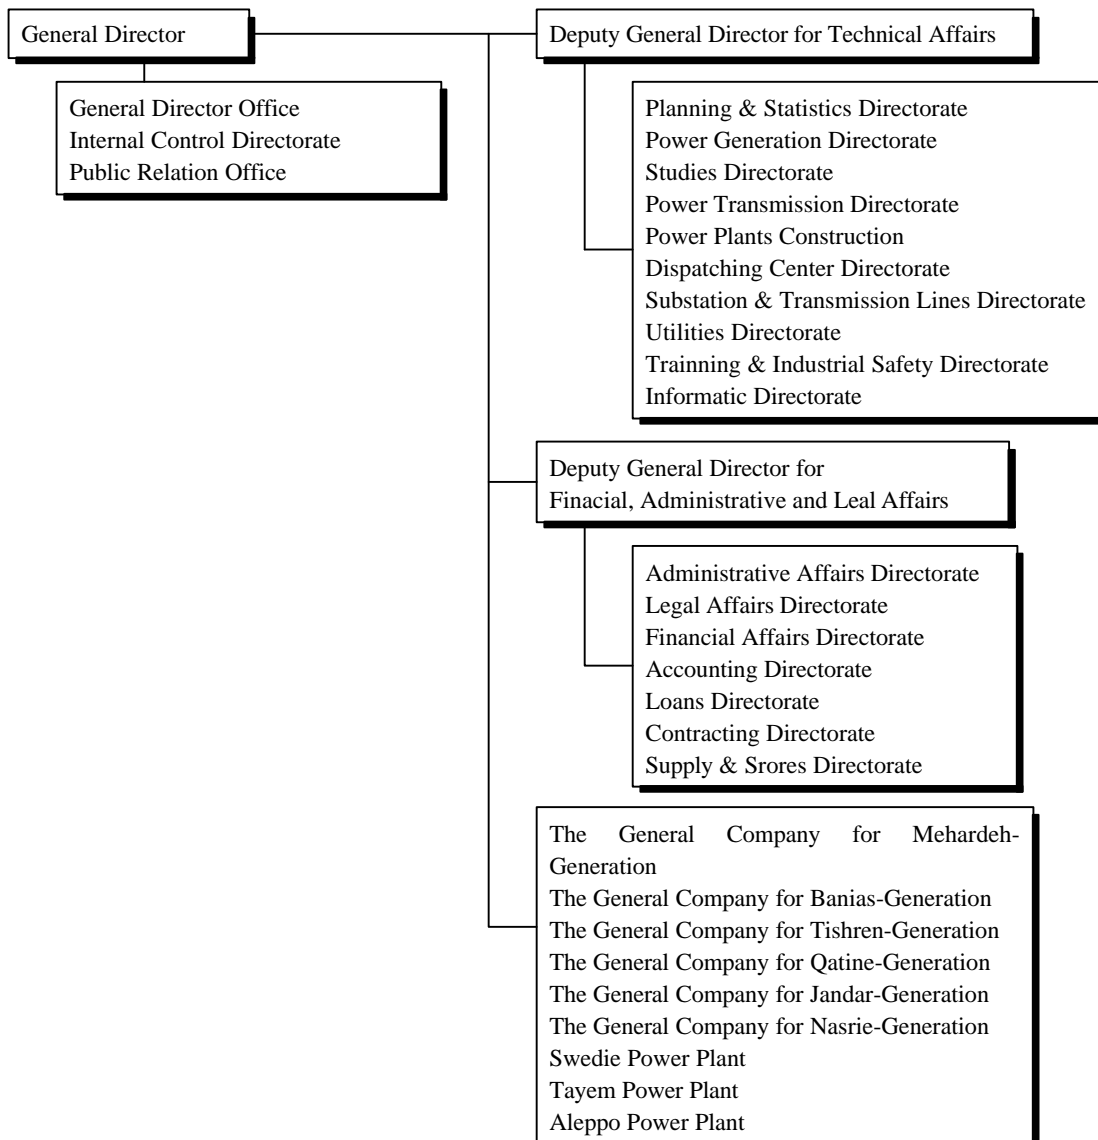 General Director
General Director Office
Internal Control Directorate
Public Relation Office
Deputy General Director for Technical Affairs
Planning & Statistics Directorate
Power Generation Directorate
Studies Directorate
Power Transmission Directorate
Power Plants Construction
Dispatching Center Directorate
Substation & Transmission Lines Directorate
Utilities Directorate
Trainning & Industrial Safety Directorate
Informatic Directorate
Deputy General Director for
Finacial, Administrative and Leal Affairs
Administrative Affairs Directorate
Legal Affairs Directorate
Financial Affairs Directorate
Accounting Directorate
Loans Directorate
Contracting Directorate
Supply & Srores Directorate
The General Company for Mehardeh-
Generation
The General Company for Banias-Generation
The General Company for Tishren-Generation
The General Company for Qatine-Generation
The General Company for Jandar-Generation
The General Company for Nasrie-Generation
Swedie Power Plant
Tayem Power Plant
Aleppo Power Plant